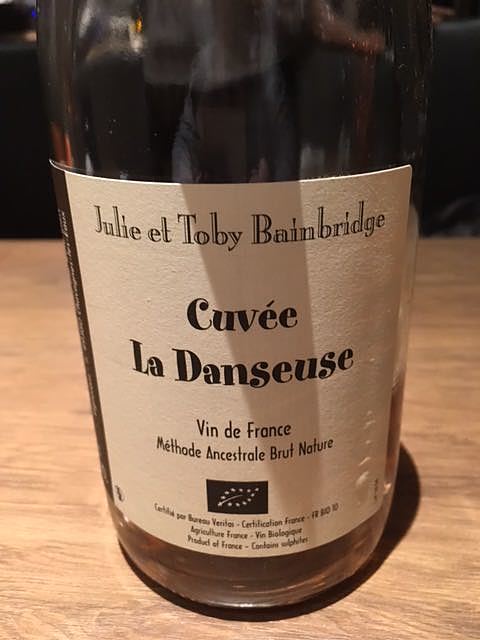 Julie et Toby Bainbridge
Cuvée
La Danseuse
Vin de France
Méthode Ancestrale Brut Nature
Certifié par Bureau Veritas - Certification France - FR BIO 10
Agriculture France - Vin Biologique
Product of France - Contains sulphites